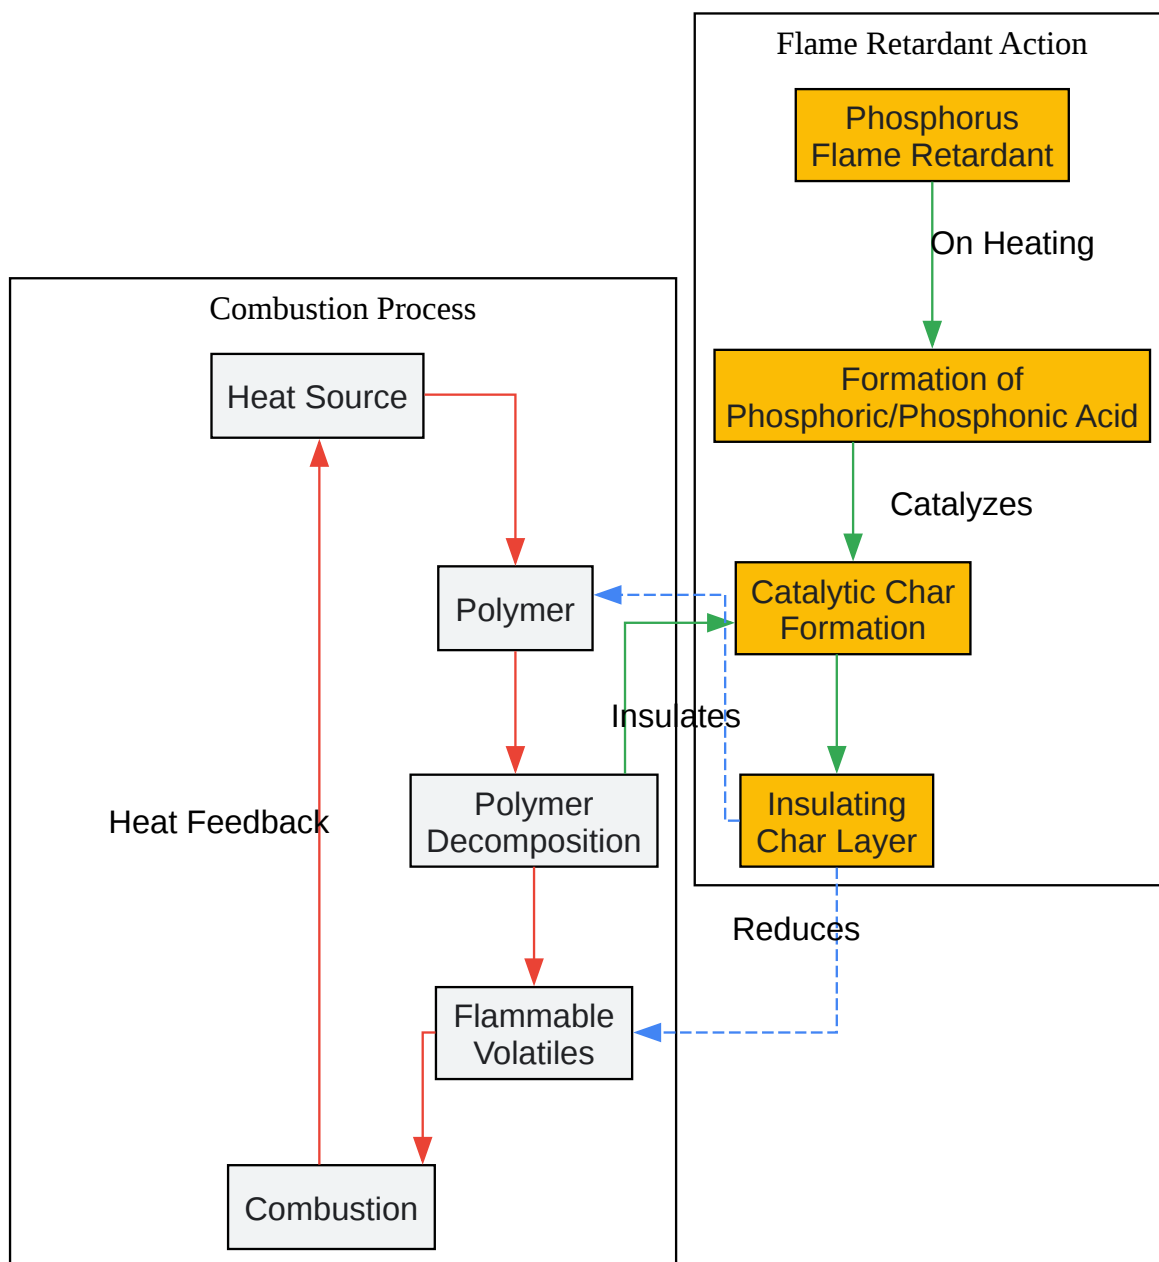 Flame Retardant Action
Phosphorus
Flame Retardant
On Heating
Formation of
Phosphoric/Phosphonic Acid
Catalyzes
Catalytic Char
Formation
Insulating
Char Layer
Combustion Process
Heat Source
Polymer
Insulates
Polymer
Decomposition
Heat Feedback
Reduces
Flammable
Volatiles
Combustion